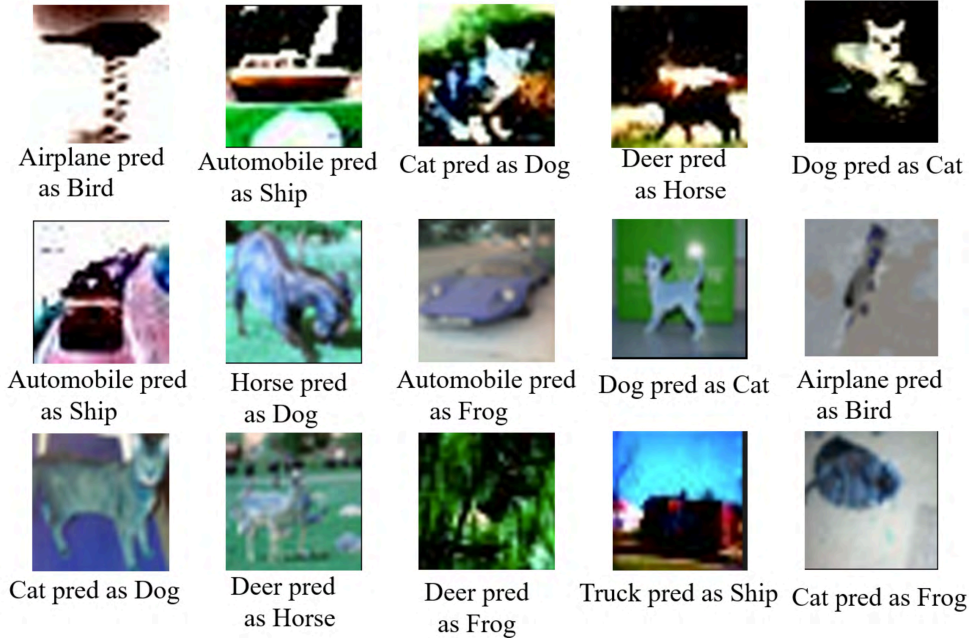 Airplane pred
as Bird
Automobile pred
as Ship
Cat pred as Dog
Deer pred
as Horse
Dog pred as Cat
Automobile pred
as Ship
Horse pred
as Dog
Automobile pred
as Frog
Dog pred as Cat
Airplane pred
as Bird
Cat pred as Dog
Deer pred
as Horse
Deer pred
as Frog
Truck pred as Ship
Cat pred as Frog